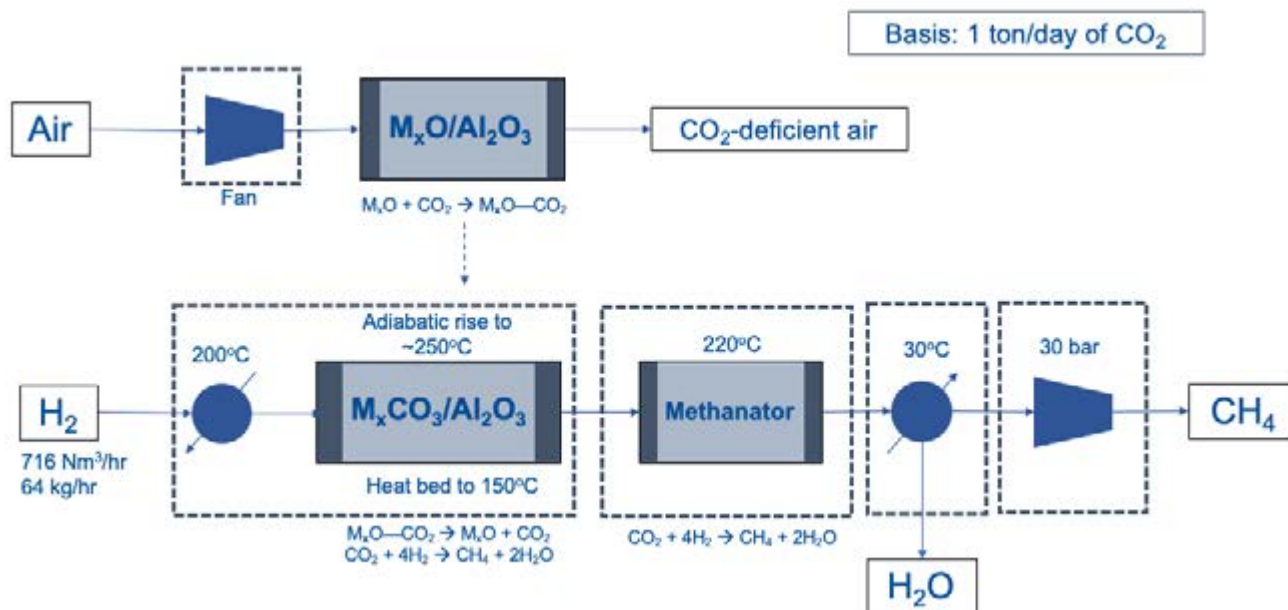 Basis: 1 ton/day of CO₂
Air
Fan
MₓO/Al₂O₃
CO₂-deficient air
MₓO + CO₂ → MₓO—CO₂
Adiabatic rise to
~250°C
200°C
220°C
30°C
30 bar
H₂
MₓCO₃/Al₂O₃
Methanator
CH₄
716 Nm³/hr
64 kg/hr
Heat bed to 150°C
MₓO—CO₂ → MₓO + CO₂
CO₂ + 4H₂ → CH₄ + 2H₂O
CO₂ + 4H₂ → CH₄ + 2H₂O
H₂O